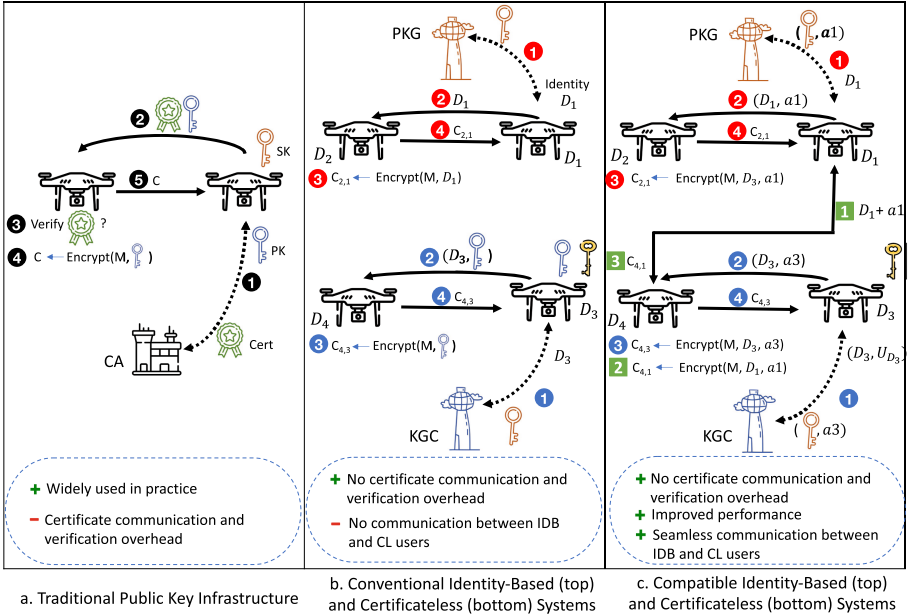 2
SK
5 C
3 Verify ?
4 C Encrypt(M, )
PK
1
CA
Cert
+ Widely used in practice
− Certificate communication and
verification overhead
a. Traditional Public Key Infrastructure
PKG
1
Identity
D1
2 D1
4 C2,1
D2
D1
3 C2,1 Encrypt(M, D1)
2 (D3, )
4 C4,3
D4
D3
3 C4,3 Encrypt(M, )
D3
1
KGC
+ No certificate communication and
verification overhead
− No communication between IDB
and CL users
b. Conventional Identity-Based (top)
and Certificateless (bottom) Systems
PKG
( , a1)
1
D1
2 (D1, a1)
4 C2,1
D2
D1
3 C2,1 Encrypt(M, D3, a1)
1 D1+ a1
3 C4,1
2 (D3, a3)
4 C4,3
D4
D3
3 C4,3 Encrypt(M, D3, a3)
2 C4,1 Encrypt(M, D1, a1)
(D3, UD3)
1
KGC
( , a3)
+ No certificate communication and
verification overhead
+ Improved performance
+ Seamless communication between
IDB and CL users
c. Compatible Identity-Based (top)
and Certificateless (bottom) Systems